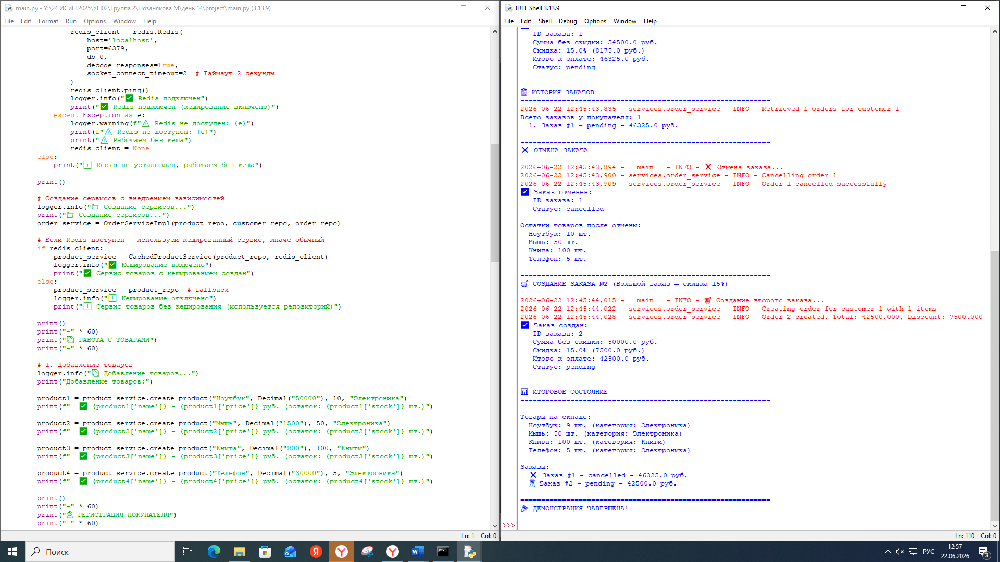 main.py - Y:\24 ИСиП 2025\УП02\Группа 2\Позднякова М\день 14\project\main.py (3.13.9)
File Edit Format Run Options Window Help
redis_client = redis.Redis(
host='localhost',
port=6379,
db=0,
decode_responses=True,
socket_connect_timeout=2  # Таймаут 2 секунды
)
redis_client.ping()
logger.info("✅ Redis подключен")
print("✅ Redis подключен (кеширование включено)")
except Exception as e:
logger.warning(f"⚠ Redis не доступен: {e}")
print(f"⚠ Redis не доступен: {e}")
print("⚠ Работаем без кеша")
redis_client = None
else:
print("ℹ Redis не установлен, работаем без кеша")
print()
# Создание сервисов с внедрением зависимостей
logger.info("📁 Создание сервисов...")
print("📁 Создание сервисов...")
order_service = OrderServiceImpl(product_repo, customer_repo, order_repo)
# Если Redis доступен - используем кешированный сервис, иначе обычный
if redis_client:
product_service = CachedProductService(product_repo, redis_client)
logger.info("✅ Кеширование включено")
print("✅ Сервис товаров с кешированием создан")
else:
product_service = product_repo  # fallback
logger.info("ℹ Кеширование отключено")
print("ℹ Сервис товаров без кеширования (используется репозиторий)")
print()
print("-" * 60)
print("📝 РАБОТА С ТОВАРАМИ")
print("-" * 60)
# 1. Добавление товаров
logger.info("📝 Добавление товаров...")
print("Добавление товаров:")
product1 = product_service.create_product("Ноутбук", Decimal("50000"), 10, "Электроника")
print(f"  ✅ {product1['name']} - {product1['price']} руб. (остаток: {product1['stock']} шт.)")
product2 = product_service.create_product("Мышь", Decimal("1500"), 50, "Электроника")
print(f"  ✅ {product2['name']} - {product2['price']} руб. (остаток: {product2['stock']} шт.)")
product3 = product_service.create_product("Книга", Decimal("800"), 100, "Книги")
print(f"  ✅ {product3['name']} - {product3['price']} руб. (остаток: {product3['stock']} шт.)")
product4 = product_service.create_product("Телефон", Decimal("30000"), 5, "Электроника")
print(f"  ✅ {product4['name']} - {product4['price']} руб. (остаток: {product4['stock']} шт.)")
print()
print("-" * 60)
print("👤 РЕГИСТРАЦИЯ ПОКУПАТЕЛЯ")
print("-" * 60)
Ln: 1 Col: 0
IDLE Shell 3.13.9
File Edit Shell Debug Options Window Help
ID заказа: 1
Сумма без скидки: 54500.0 руб.
Скидка: 15.0% (8175.0 руб.)
Итого к оплате: 46325.0 руб.
Статус: pending
------------------------------------------------------------
📋 ИСТОРИЯ ЗАКАЗОВ
------------------------------------------------------------
2026-06-22 12:45:43,835 - services.order_service - INFO - Retrieved 1 orders for customer 1
Всего заказов у покупателя: 1
1. Заказ #1 - pending - 46325.0 руб.
------------------------------------------------------------
❌ ОТМЕНА ЗАКАЗА
------------------------------------------------------------
2026-06-22 12:45:43,894 - __main__ - INFO - ❌ Отмена заказа...
2026-06-22 12:45:43,900 - services.order_service - INFO - Cancelling order 1
2026-06-22 12:45:43,909 - services.order_service - INFO - Order 1 cancelled successfully
✅ Заказ отменен:
ID заказа: 1
Статус: cancelled
Остатки товаров после отмены:
Ноутбук: 10 шт.
Мышь: 50 шт.
Книга: 100 шт.
Телефон: 5 шт.
------------------------------------------------------------
🛒 СОЗДАНИЕ ЗАКАЗА №2 (Большой заказ → скидка 15%)
------------------------------------------------------------
2026-06-22 12:45:44,015 - __main__ - INFO - 🛒 Создание второго заказа...
2026-06-22 12:45:44,022 - services.order_service - INFO - Creating order for customer 1 with 1 items
2026-06-22 12:45:44,028 - services.order_service - INFO - Order 2 created. Total: 42500.000, Discount: 7500.000
✅ Заказ создан:
ID заказа: 2
Сумма без скидки: 50000.0 руб.
Скидка: 15.0% (7500.0 руб.)
Итого к оплате: 42500.0 руб.
Статус: pending
------------------------------------------------------------
📊 ИТОГОВОЕ СОСТОЯНИЕ
------------------------------------------------------------
Товары на складе:
Ноутбук: 9 шт. (категория: Электроника)
Мышь: 50 шт. (категория: Электроника)
Книга: 100 шт. (категория: Книги)
Телефон: 5 шт. (категория: Электроника)
Заказы:
❌ Заказ #1 - cancelled - 46325.0 руб.
⏳ Заказ #2 - pending - 42500.0 руб.
============================================================
🎉 ДЕМОНСТРАЦИЯ ЗАВЕРШЕНА!
============================================================
>>>
Ln: 110 Col: 0
Поиск
РУС
12:57
22.06.2026
3